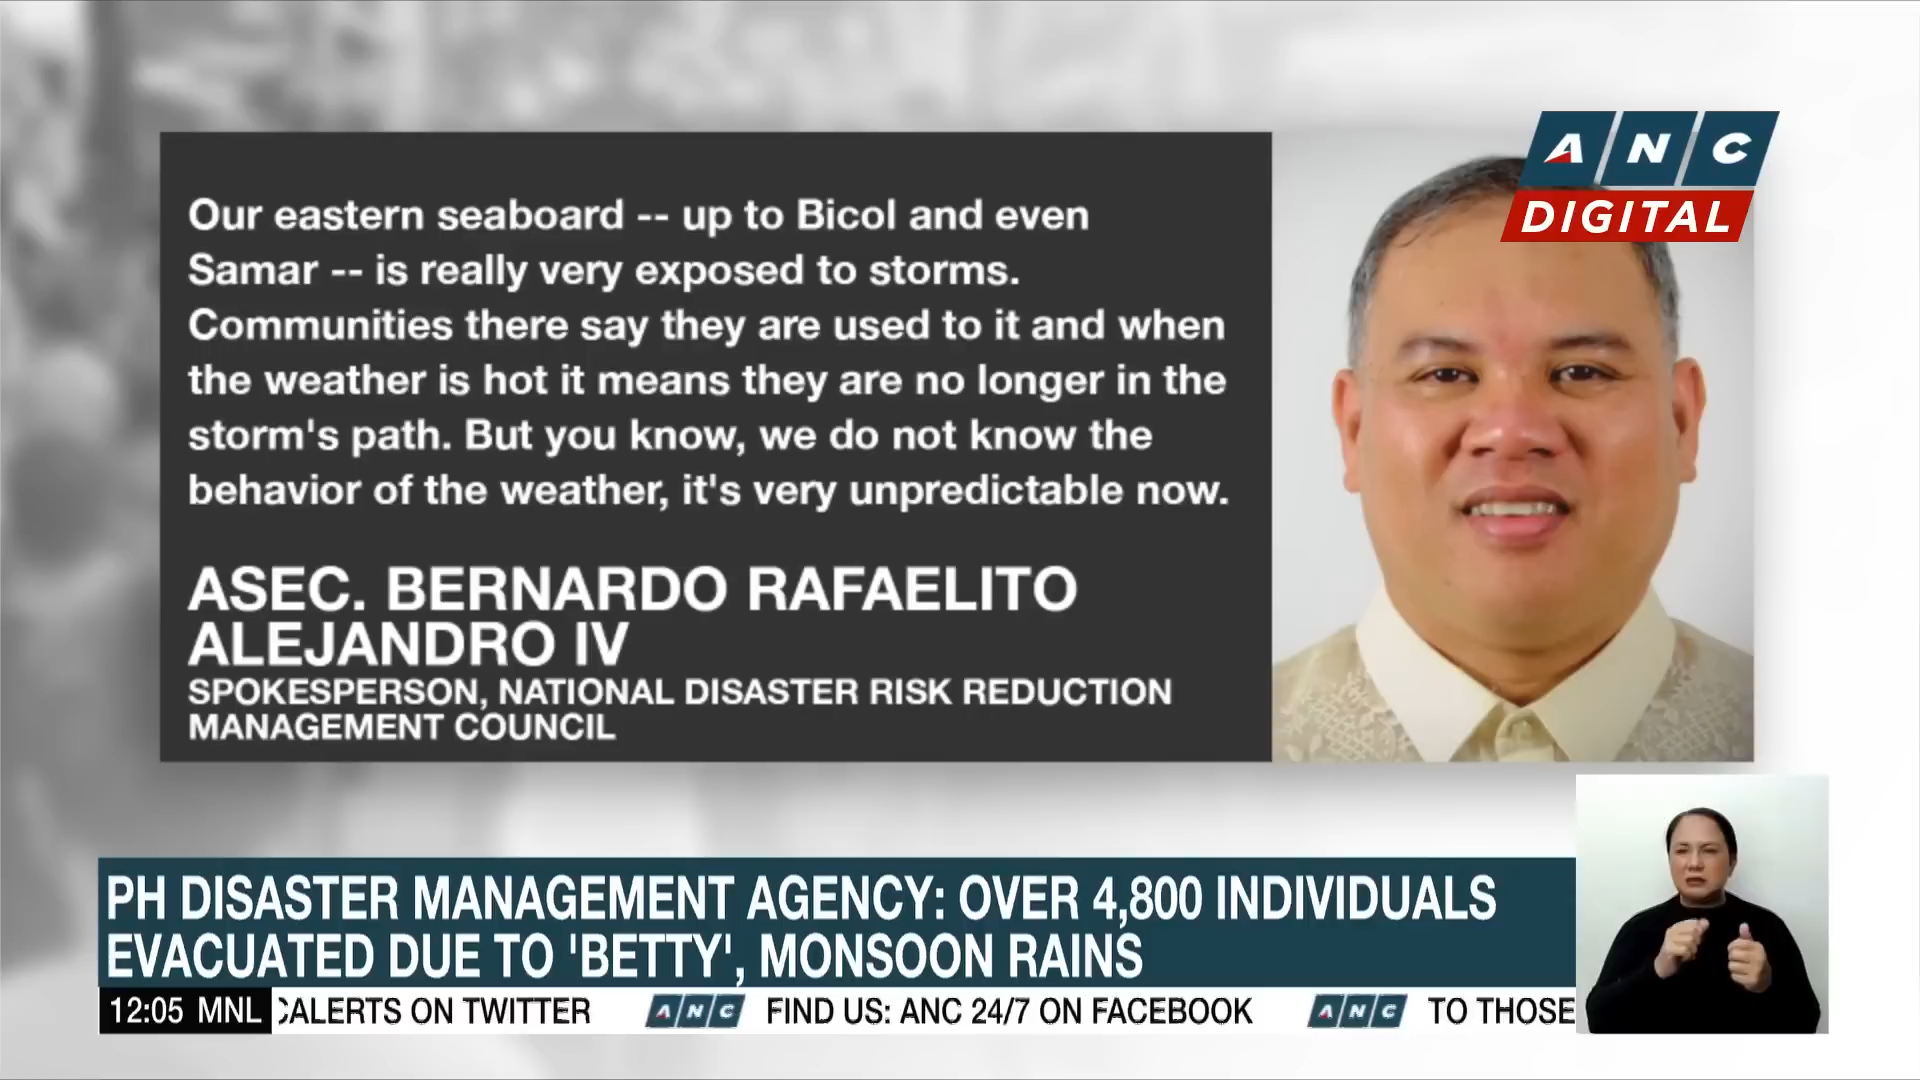 ANC
DIGITAL
Our eastern seaboard -- up to Bicol and even
Samar -- is really very exposed to storms.
Communities there say they are used to it and when
the weather is hot it means they are no longer in the
storm's path. But you know, we do not know the
behavior of the weather, it's very unpredictable now.
ASEC. BERNARDO RAFAELITO
ALEJANDRO IV
SPOKESPERSON, NATIONAL DISASTER RISK REDUCTION
MANAGEMENT COUNCIL
PH DISASTER MANAGEMENT AGENCY: OVER 4,800 INDIVIDUALS
EVACUATED DUE TO 'BETTY', MONSOON RAINS
12:05 MNL CALERTS ON TWITTER ANC FIND US: ANC 24/7 ON FACEBOOK ANC TO THOSE